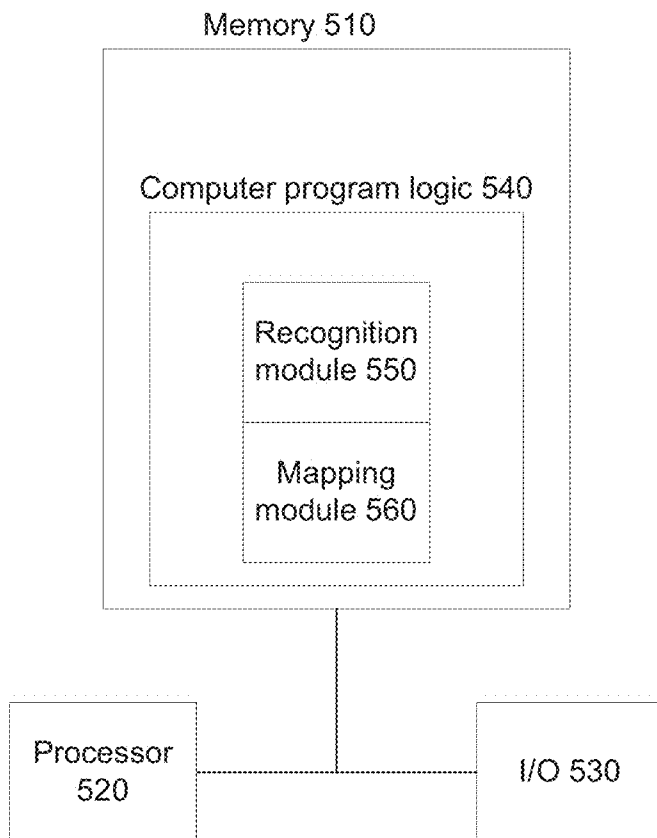 Memory 510
Computer program logic 540
Recognition
module 550
Mapping
module 560
Processor
520
I/O 530